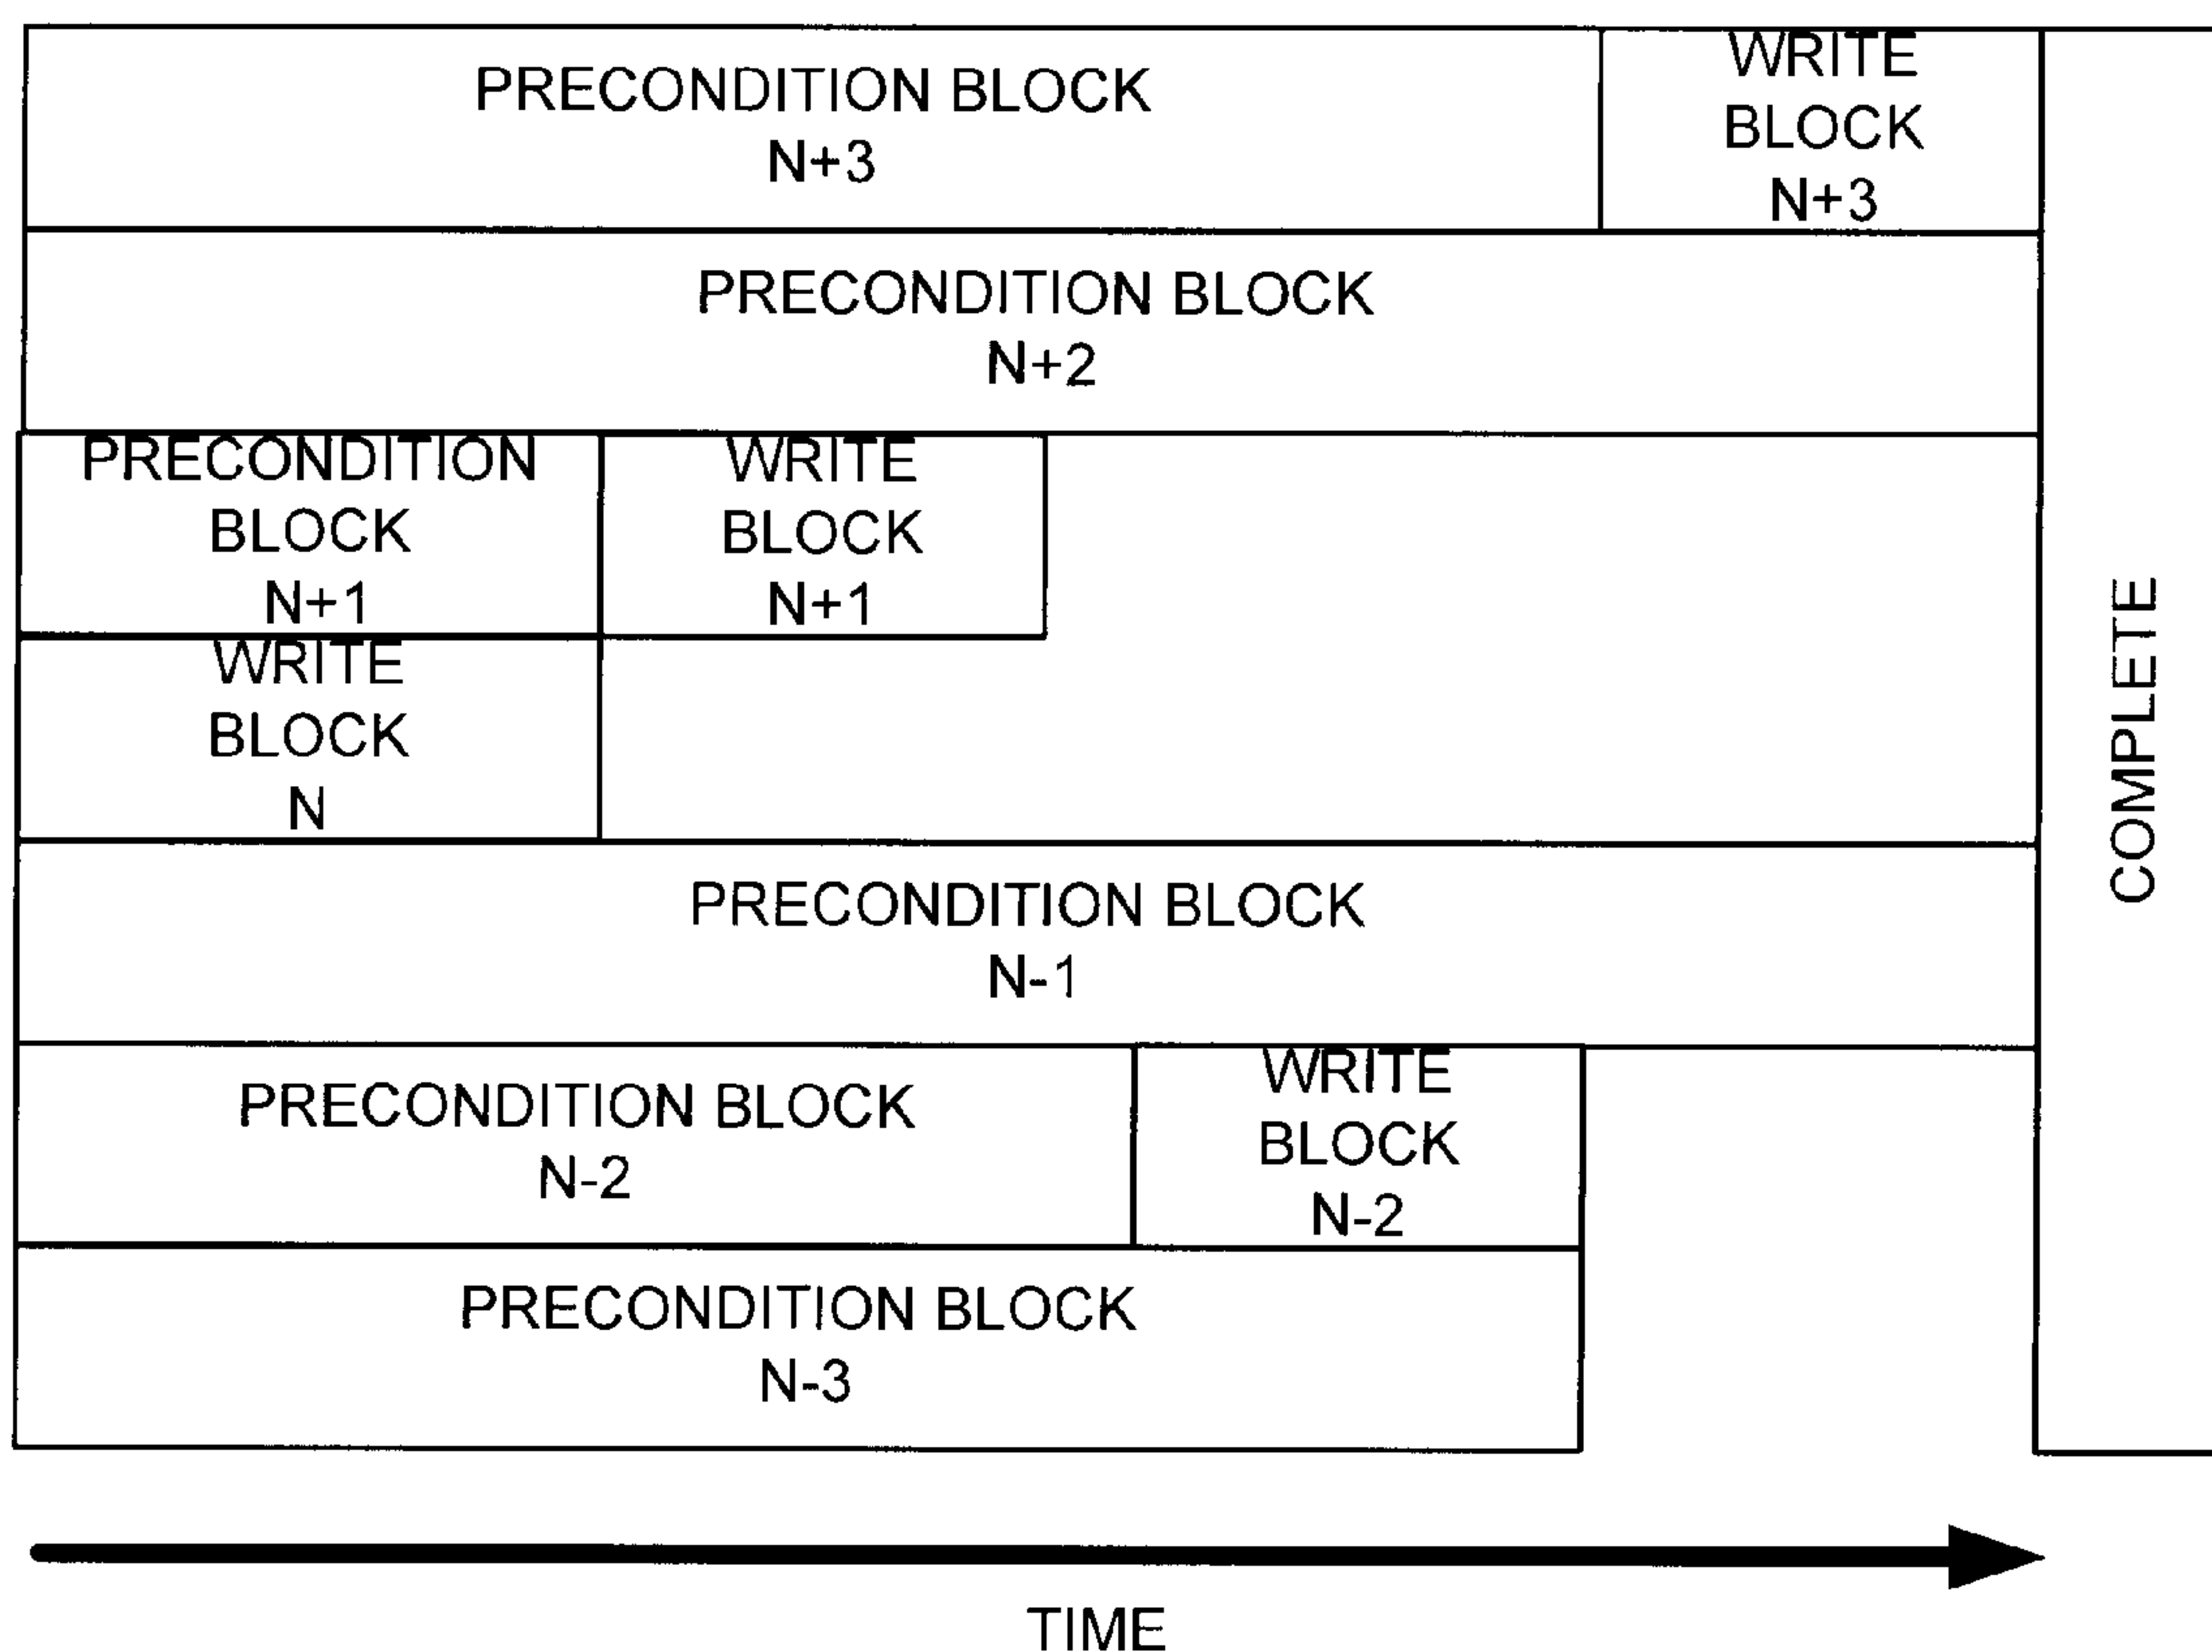 PRECONDITION BLOCK
N+3
WRITE
BLOCK
N+3
PRECONDITION BLOCK
N+2
PRECONDITION
BLOCK
N+1
WRITE
BLOCK
N+1
WRITE
BLOCK
N
PRECONDITION BLOCK
N-1
PRECONDITION BLOCK
N-2
WRITE
BLOCK
N-2
PRECONDITION BLOCK
N-3
COMPLETE
TIME